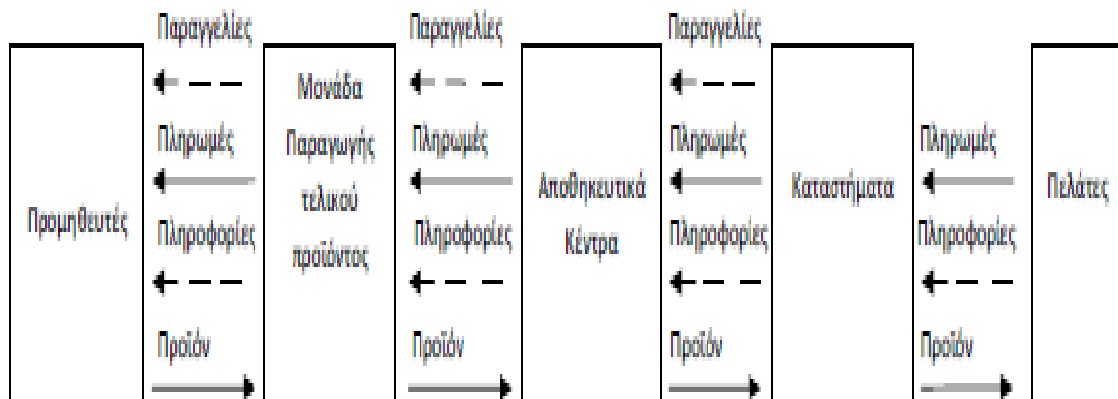 Παραγγελίες
Παραγγελίες
Παραγγελίες
Μονάδα
Παραγωγής
τελικού
προϊόντος
Πληρωμές
Πληρωμές
Πληρωμές
Πληρωμές
Προμηθευτές
Αποθηκευτικά
Κέντρα
Καταστήματα
Πελάτες
Πληροφορίες
Πληροφορίες
Πληροφορίες
Πληροφορίες
Προϊόν
Προϊόν
Προϊόν
Προϊόν